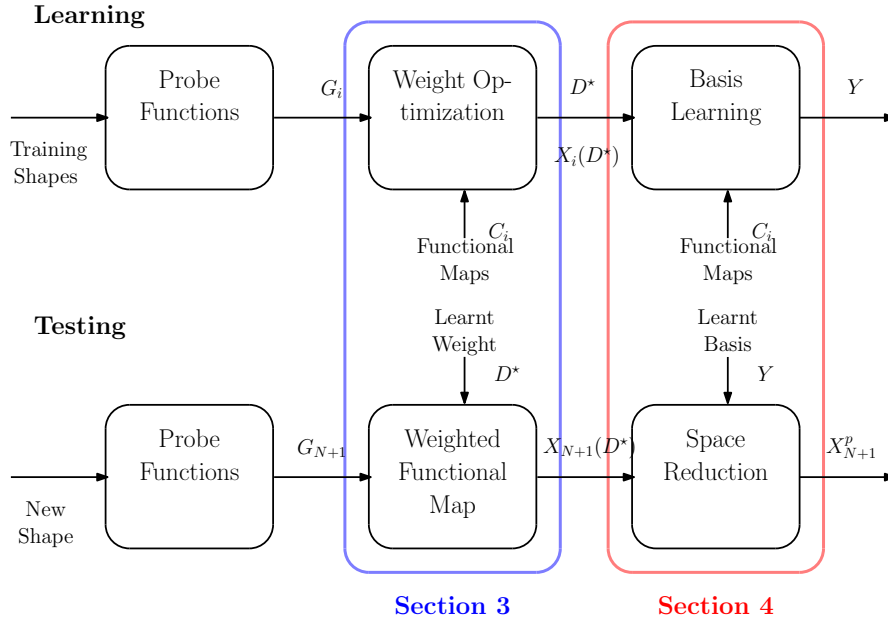 Learning
Probe
Functions
Weight Op-
timization
Basis
Learning
G_i
D^⋆
Y
Training
Shapes
X_i(D^⋆)
C_i
Functional
Maps
C_i
Functional
Maps
Testing
Learnt
Weight
Learnt
Basis
D^⋆
Y
Probe
Functions
Weighted
Functional
Map
Space
Reduction
G_{N+1}
X_{N+1}(D^⋆)
X^p_{N+1}
New
Shape
Section 3
Section 4